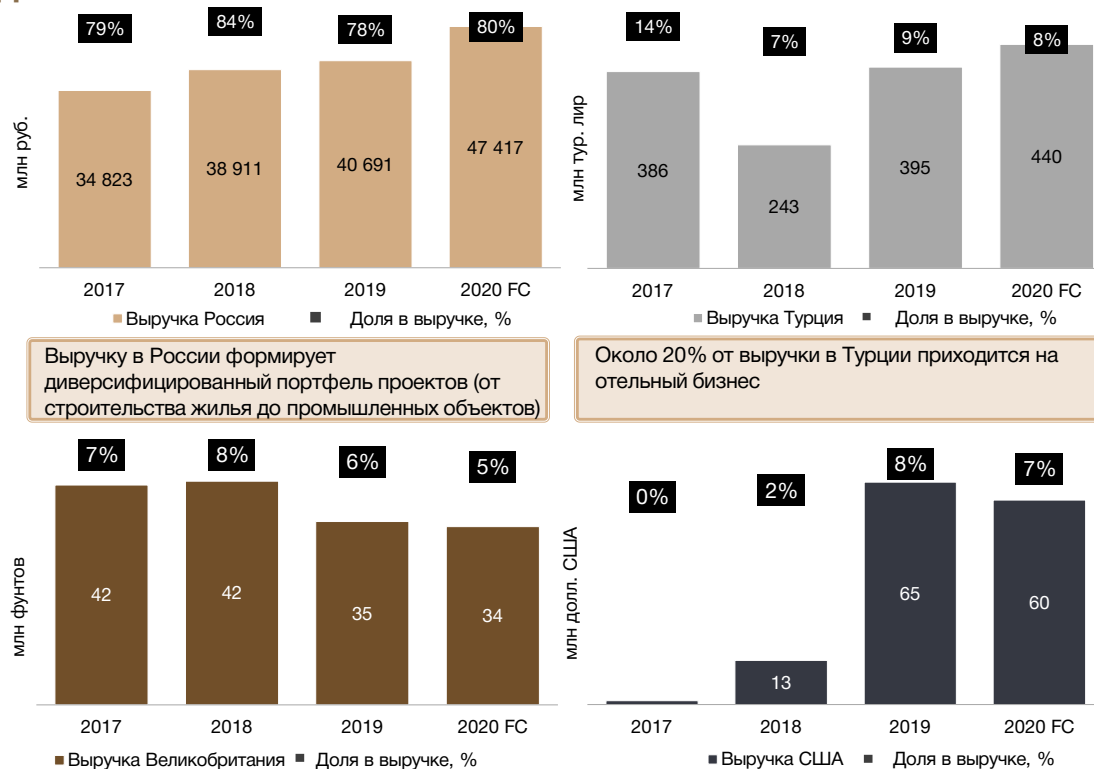 79%
84%
78%
80%
млн руб.
34 823
38 911
40 691
47 417
2017
2018
2019
2020 FC
Выручка Россия
Доля в выручке, %
14%
7%
9%
8%
млн тур. лир
386
243
395
440
2017
2018
2019
2020 FC
Выручка Турция
Доля в выручке, %
Выручку в России формирует
диверсифицированный портфель проектов (от
строительства жилья до промышленных объектов)
Около 20% от выручки в Турции приходится на
отельный бизнес
7%
8%
6%
5%
млн фунтов
42
42
35
34
2017
2018
2019
2020 FC
Выручка Великобритания
Доля в выручке, %
0%
2%
8%
7%
млн долл. США
13
65
60
2017
2018
2019
2020 FC
Выручка США
Доля в выручке, %